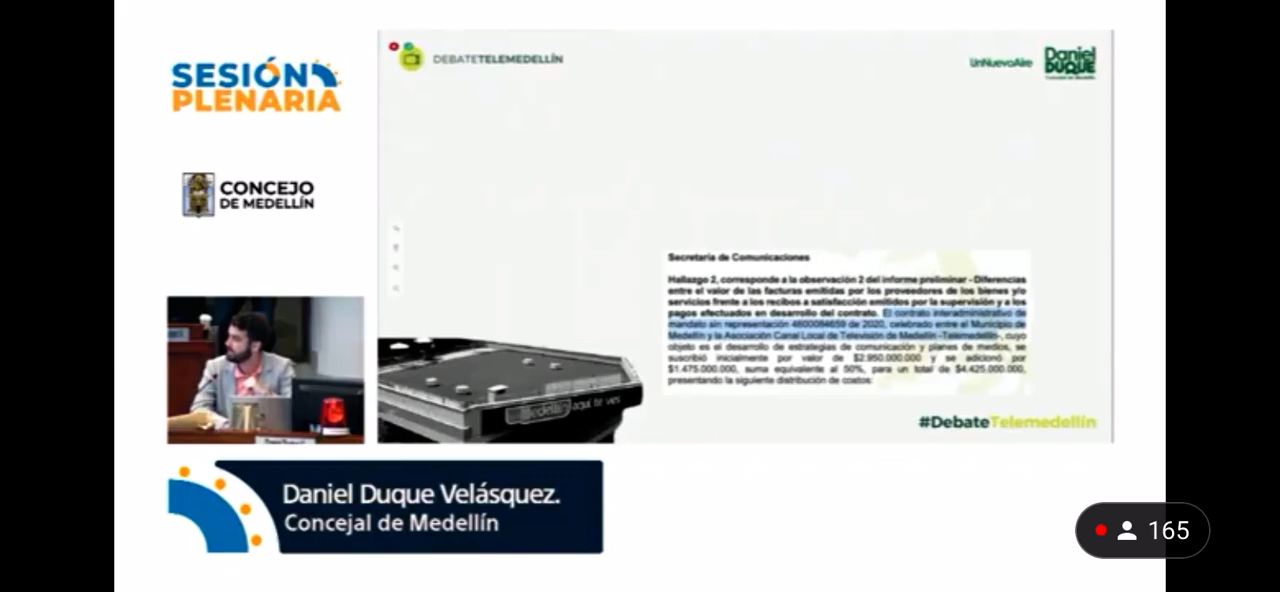 SESIÓN
PLENARIA
CONCEJO
DE MEDELLÍN
DEBATETELEMEDELLÍN
UnNuevoAire
Daniel
DUQUE
Secretaría de Comunicaciones
Hallazgo 2, corresponde a la observación 2 del informe preliminar - Diferencias
entre el valor de las facturas emitidas por los proveedores de los bienes y/o
servicios frente a los recibos a satisfacción emitidos por la supervisión y a los
pagos efectuados en desarrollo del contrato. El contrato interadministrativo de
mandato sin representación 4600084659 de 2020, celebrado entre el Municipio de
Medellín y la Asociación Canal Local de Televisión de Medellín -Telemedellín-, cuyo
objeto es el desarrollo de estrategias de comunicación y planes de medios, se
suscribió inicialmente por valor de $2.950.000.000 y se adicionó por
$1.475.000.000, suma equivalente al 50%, para un total de $4.425.000.000,
presentando la siguiente distribución de costos:
medellín aquí te ves
#DebateTelemedellín
Daniel Duque Velásquez.
Concejal de Medellín
165